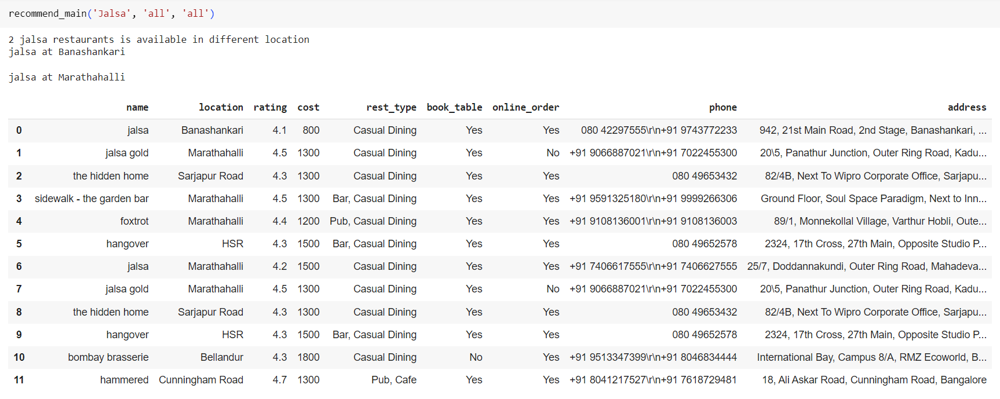 recommend_main('Jalsa', 'all', 'all')
2 jalsa restaurants is available in different location
jalsa at Banashankari
jalsa at Marathahalli
name location rating cost rest_type book_table online_order phone address
0 jalsa Banashankari 4.1 800 Casual Dining Yes Yes 080 42297555\r\n+91 9743772233 942, 21st Main Road, 2nd Stage, Banashankari, ...
1 jalsa gold Marathahalli 4.5 1300 Casual Dining Yes No +91 9066887021\r\n+91 7022455300 20\5, Panathur Junction, Outer Ring Road, Kadu...
2 the hidden home Sarjapur Road 4.3 1300 Casual Dining Yes Yes 080 49653432 82/4B, Next To Wipro Corporate Office, Sarjapu...
3 sidewalk - the garden bar Marathahalli 4.5 1300 Bar, Casual Dining Yes Yes +91 9591325180\r\n+91 9999266306 Ground Floor, Soul Space Paradigm, Next to Inn...
4 foxtrot Marathahalli 4.4 1200 Pub, Casual Dining Yes Yes +91 9108136001\r\n+91 9108136003 89/1, Monnekollal Village, Varthur Hobli, Oute...
5 hangover HSR 4.3 1500 Bar, Casual Dining Yes Yes 080 49652578 2324, 17th Cross, 27th Main, Opposite Studio P...
6 jalsa Marathahalli 4.2 1500 Casual Dining Yes Yes +91 7406617555\r\n+91 7406627555 25/7, Doddannakundi, Outer Ring Road, Mahadeva...
7 jalsa gold Marathahalli 4.5 1300 Casual Dining Yes No +91 9066887021\r\n+91 7022455300 20\5, Panathur Junction, Outer Ring Road, Kadu...
8 the hidden home Sarjapur Road 4.3 1300 Casual Dining Yes Yes 080 49653432 82/4B, Next To Wipro Corporate Office, Sarjapu...
9 hangover HSR 4.3 1500 Bar, Casual Dining Yes Yes 080 49652578 2324, 17th Cross, 27th Main, Opposite Studio P...
10 bombay brasserie Bellandur 4.3 1800 Casual Dining No Yes +91 9513347399\r\n+91 8046834444 International Bay, Campus 8/A, RMZ Ecoworld, B...
11 hammered Cunningham Road 4.7 1300 Pub, Cafe Yes Yes +91 8041217527\r\n+91 7618729481 18, Ali Askar Road, Cunningham Road, Bangalore